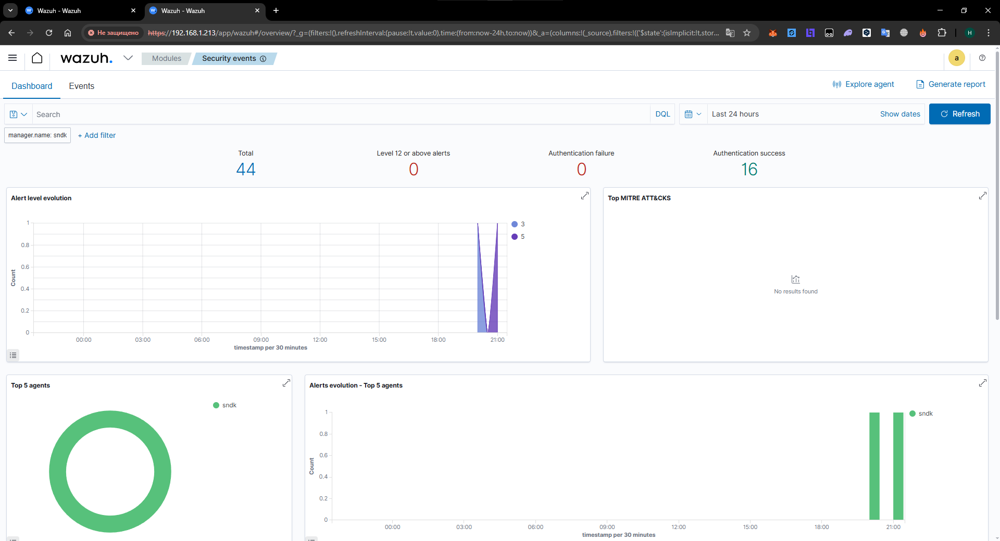 Wazuh - Wazuh
Wazuh - Wazuh
Не защищено
https://192.168.1.213/app/wazuh#/overview/?_g=(filters:!(),refreshInterval:(pause:!t,value:0),time:(from:now-24h,to:now))&_a=(columns:!(_source),filters:!(('$state':(isImplicit:!t,stor...
H
wazuh.
Modules
Security events
a
Dashboard
Events
Explore agent
Generate report
Search
DQL
Last 24 hours
Show dates
Refresh
manager.name: sndk
+ Add filter
Total
44
Level 12 or above alerts
0
Authentication failure
0
Authentication success
16
Alert level evolution
1
0.8
0.6
0.4
0.2
0
Count
00:00
03:00
06:00
09:00
12:00
15:00
18:00
21:00
timestamp per 30 minutes
3
5
Top MITRE ATT&CKS
No results found
Top 5 agents
sndk
Alerts evolution - Top 5 agents
1
0.8
0.6
0.4
0.2
0
Count
00:00
03:00
06:00
09:00
12:00
15:00
18:00
21:00
timestamp per 30 minutes
sndk